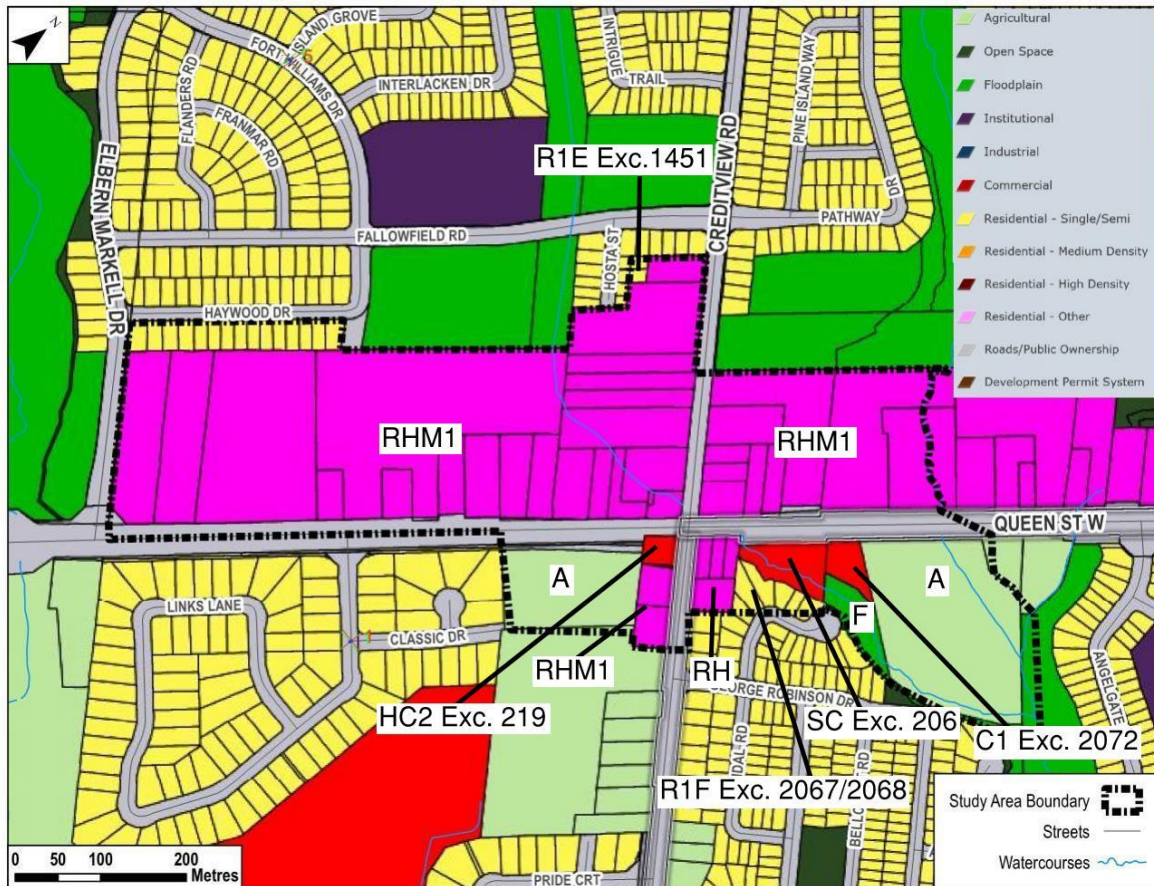 N
ISLAND GROVE
FORT WILLIAMS DR
FLANDERS RD
FRANMAR RD
INTERLACKEN DR
INTRIGUE
TRAIL
PINE ISLAND WAY
Agricultural
Open Space
Floodplain
Institutional
Industrial
Commercial
Residential - Single/Semi
Residential - Medium Density
Residential - High Density
Residential - Other
Roads/Public Ownership
Development Permit System
ELBERN MARKELL DR
R1E Exc.1451
CREDITVIEW RD
PATHWAY
DR
FALLOWFIELD RD
HOSTA ST
HAYWOOD DR
RHM1
RHM1
QUEEN ST W
A
A
LINKS LANE
CLASSIC DR
F
RHM1
RH
HC2 Exc. 219
GEORGE ROBINSON DR
SC Exc. 206
C1 Exc. 2072
ANGELGATE
R1F Exc. 2067/2068
PRIDE CRT
Study Area Boundary
Streets
Watercourses
0 50 100 200
Metres